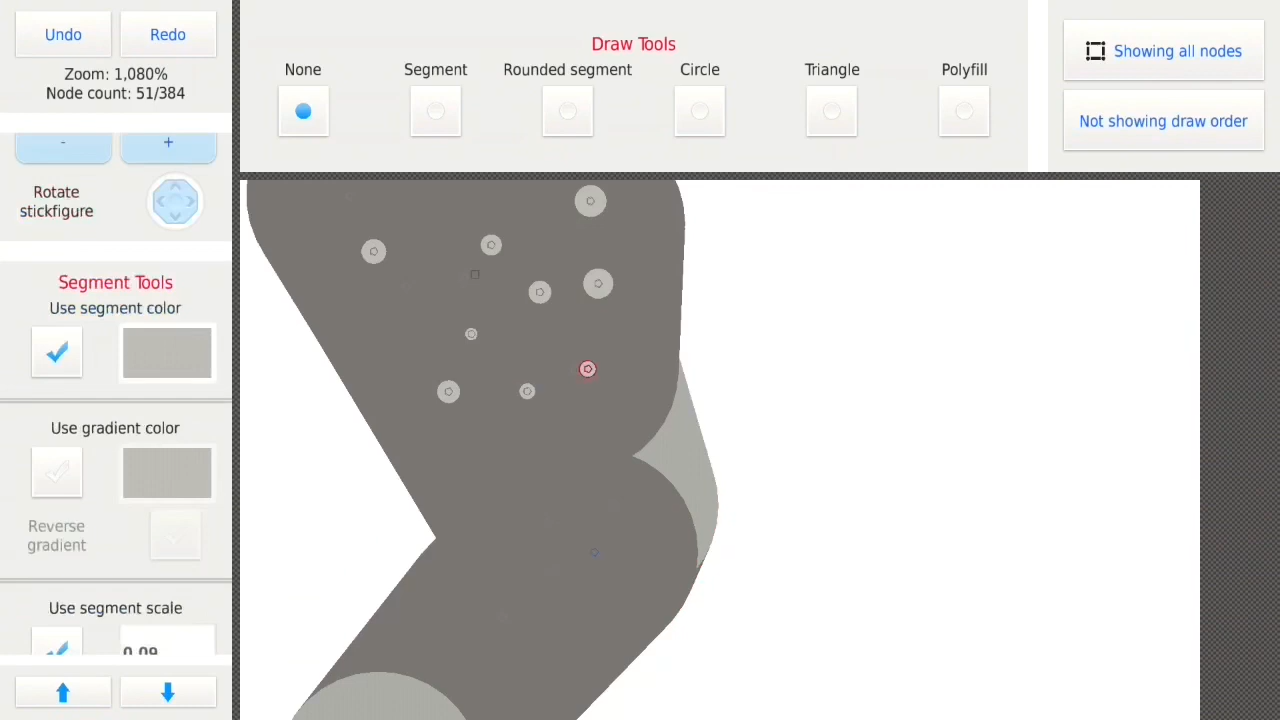 Undo
Redo
Zoom: 1,080%
Node count: 51/384
-
+
Rotate
stickfigure
Segment Tools
Use segment color
Use gradient color
Reverse
gradient
Use segment scale
0.09
Draw Tools
None
Segment
Rounded segment
Circle
Triangle
Polyfill
Showing all nodes
Not showing draw order